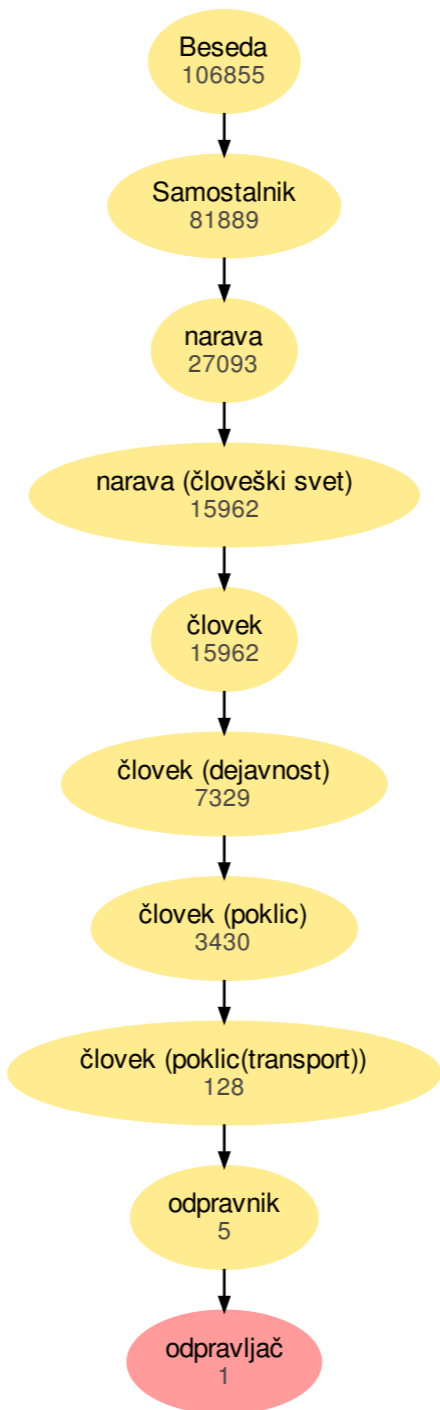 Beseda
106855
Samostalnik
81889
narava
27093
narava (človeški svet)
15962
človek
15962
človek (dejavnost)
7329
človek (poklic)
3430
človek (poklic(transport))
128
odpravnik
5
odpravljač
1